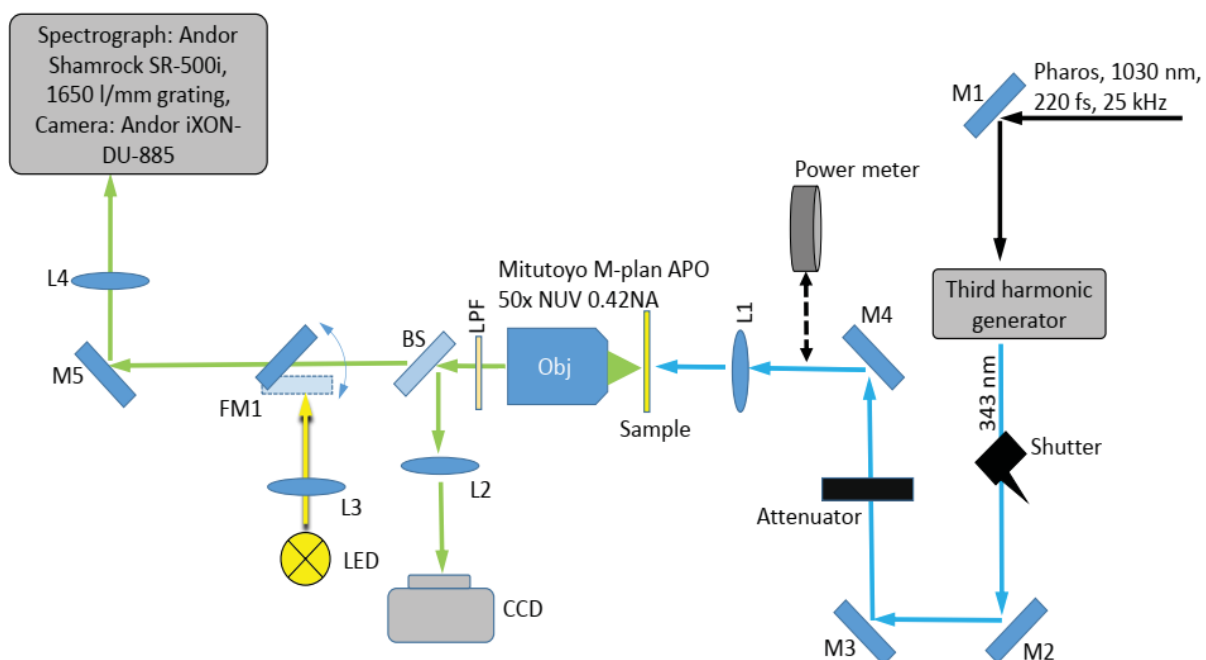 Spectrograph: Andor
Shamrock SR-500i,
1650 l/mm grating,
Camera: Andor iXON-
DU-885
M1
Pharos, 1030 nm,
220 fs, 25 kHz
Power meter
L4
Mitutoyo M-plan APO
50x NUV 0.42NA
Third harmonic
generator
M5
FM1
BS
LPF
Obj
Sample
L1
M4
343 nm
Shutter
L3
L2
Attenuator
LED
CCD
M3
M2